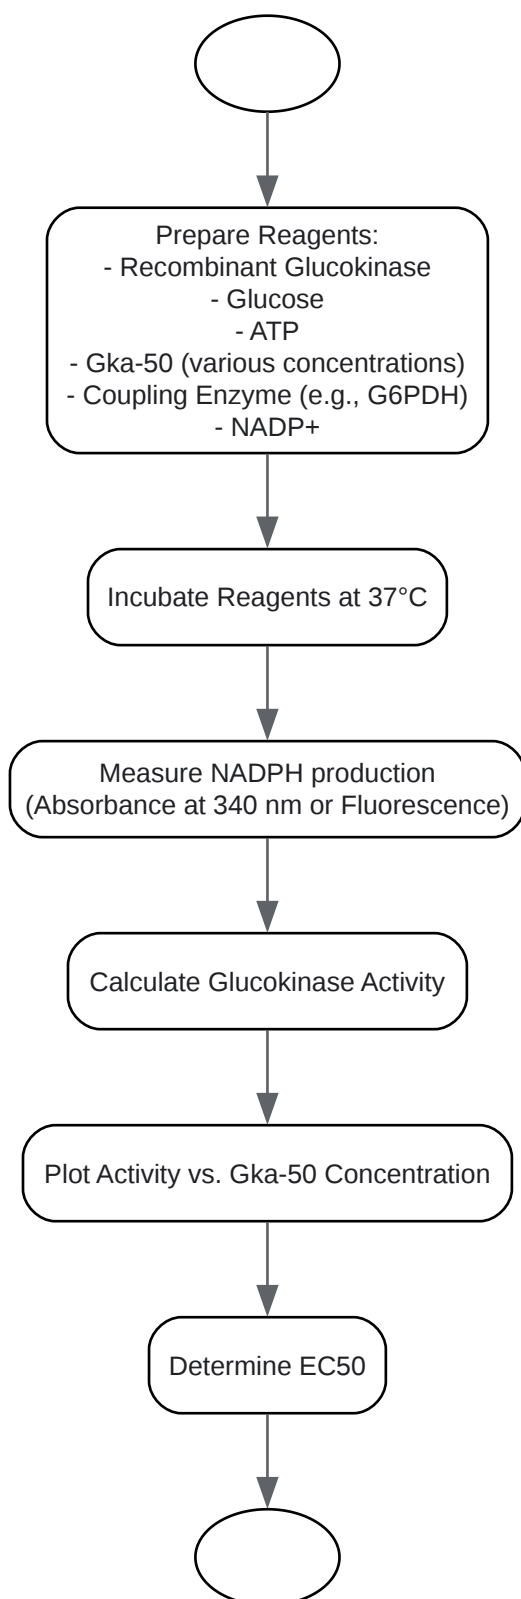 Prepare Reagents:
- Recombinant Glucokinase
- Glucose
- ATP
- Gka-50 (various concentrations)
- Coupling Enzyme (e.g., G6PDH)
- NADP+
Incubate Reagents at 37°C
Measure NADPH production
(Absorbance at 340 nm or Fluorescence)
Calculate Glucokinase Activity
Plot Activity vs. Gka-50 Concentration
Determine EC50